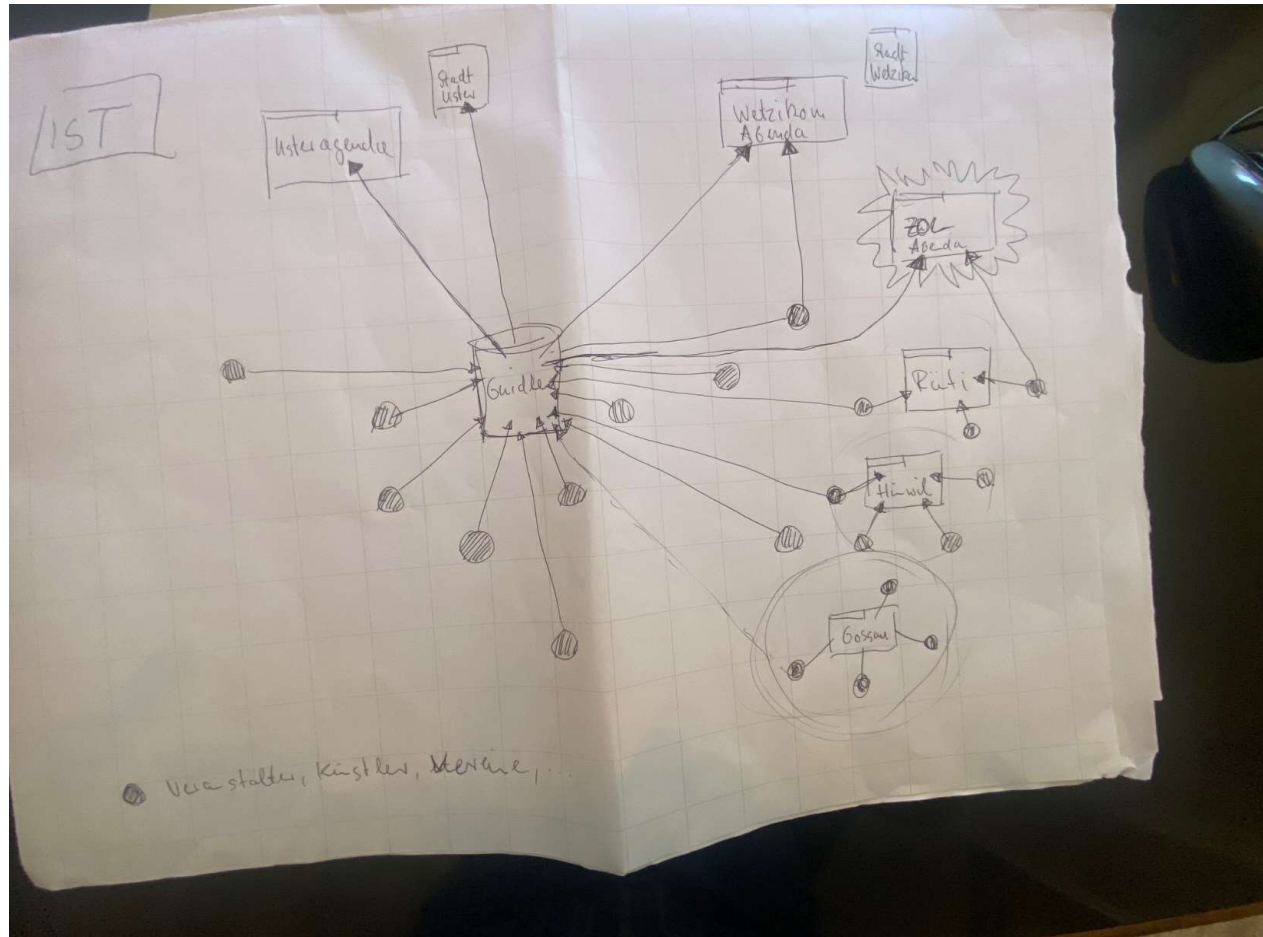 IST
Usteragenda
Stadt
Uster
Wetzikon
Agenda
Stadt
Wetzikon
ZOL
Agenda
Guidle
Rüti
Hinwil
Gossau
Veranstalter, Künstler, Vereine, ...